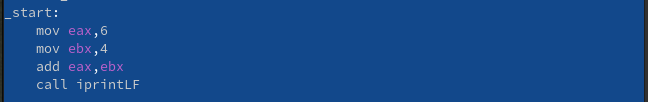 _start:
    mov eax,6
    mov ebx,4
    add eax,ebx
    call iprintLF